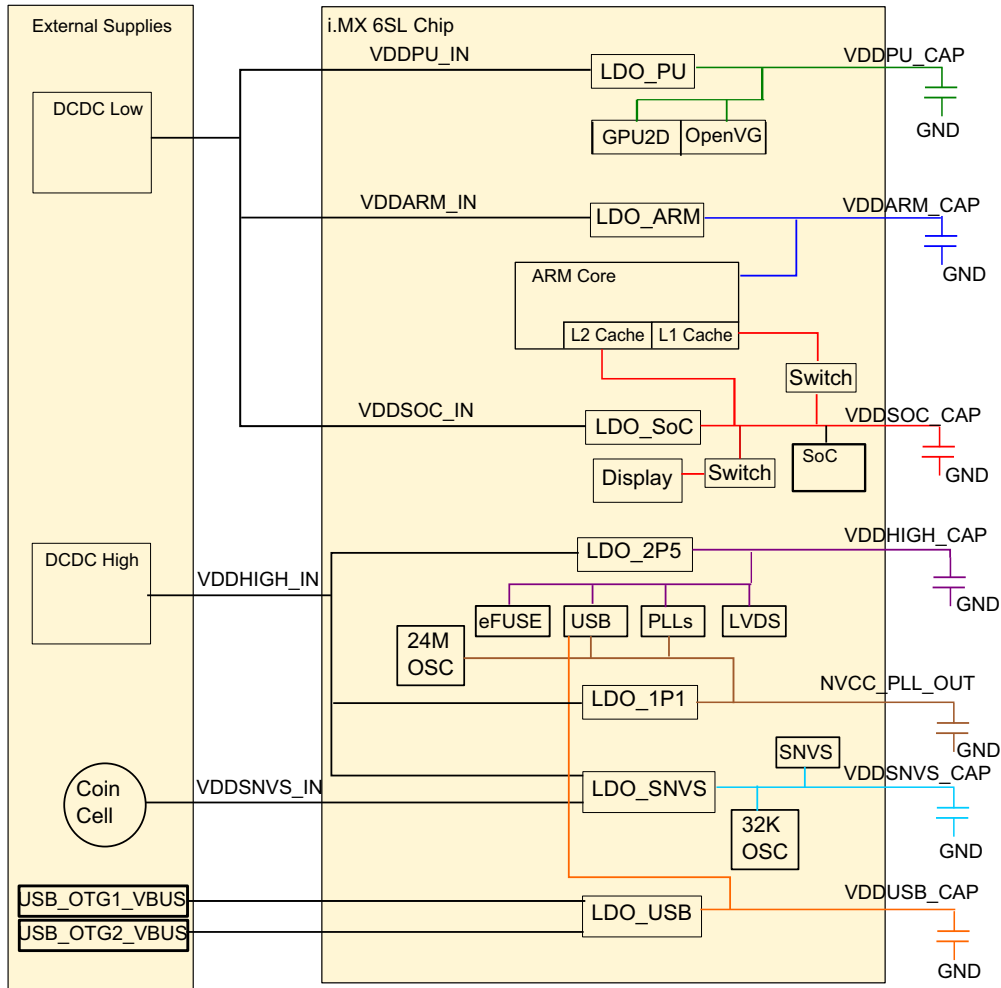 External Supplies
i.MX 6SL Chip
VDDPU_IN
LDO_PU
VDDPU_CAP
DCDC Low
GPU2D
OpenVG
GND
VDDARM_IN
LDO_ARM
VDDARM_CAP
GND
ARM Core
L2 Cache
L1 Cache
Switch
VDDSOC_IN
LDO_SoC
VDDSOC_CAP
SoC
Display
Switch
GND
DCDC High
VDDHIGH_IN
LDO_2P5
VDDHIGH_CAP
GND
eFUSE
USB
PLLs
LVDS
24M
OSC
LDO_1P1
NVCC_PLL_OUT
GND
SNVS
Coin
Cell
VDDSNVS_IN
LDO_SNVS
VDDSNVS_CAP
32K
OSC
GND
USB_OTG1_VBUS
USB_OTG2_VBUS
LDO_USB
VDDUSB_CAP
GND